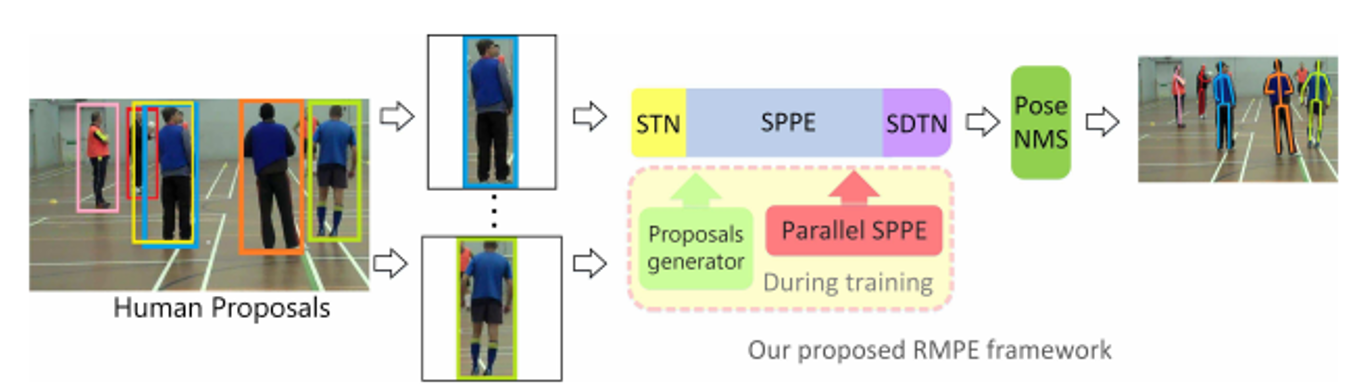 Human Proposals
STN
SPPE
SDTN
Pose
NMS
Proposals
generator
Parallel SPPE
During training
Our proposed RMPE framework